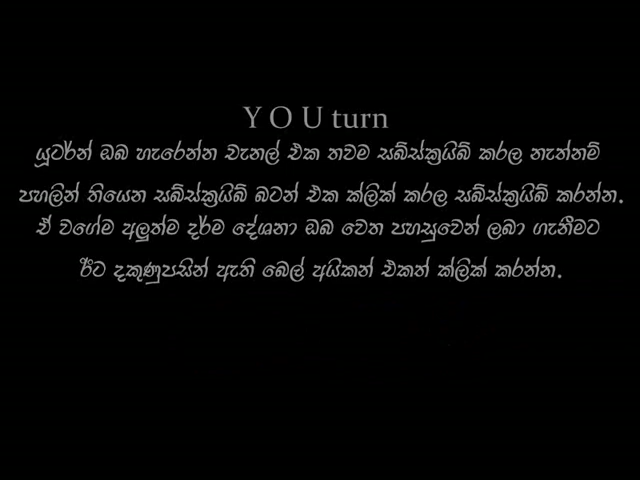 Y O U turn
යූටර්න් ඔබ හැරෙන්න චැනල් එක තවම සබ්ස්ක්‍රයිබ් කරල නැත්නම්
පහලින් තියෙන සබ්ස්ක්‍රයිබ් බටන් එක ක්ලික් කරල සබ්ස්ක්‍රයිබ් කරන්න.
ඒ වගේම අලුත්ම දර්ම දේශනා ඔබ වෙත පහසුවෙන් ලබා ගැනීමට
ඊට දකුණුපසින් ඇති බෙල් අයිකන් එකත් ක්ලික් කරන්න.